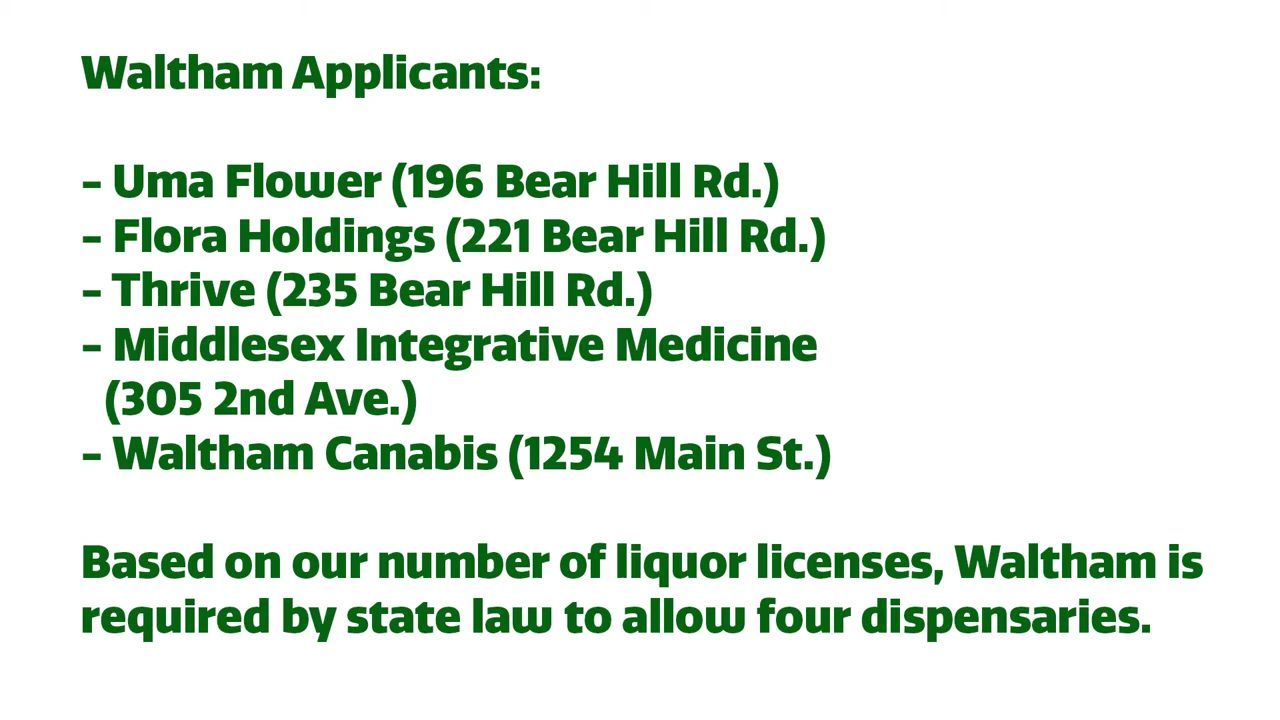 Waltham Applicants:
- Uma Flower (196 Bear Hill Rd.)
- Flora Holdings (221 Bear Hill Rd.)
- Thrive (235 Bear Hill Rd.)
- Middlesex Integrative Medicine
(305 2nd Ave.)
- Waltham Canabis (1254 Main St.)
Based on our number of liquor licenses, Waltham is
required by state law to allow four dispensaries.